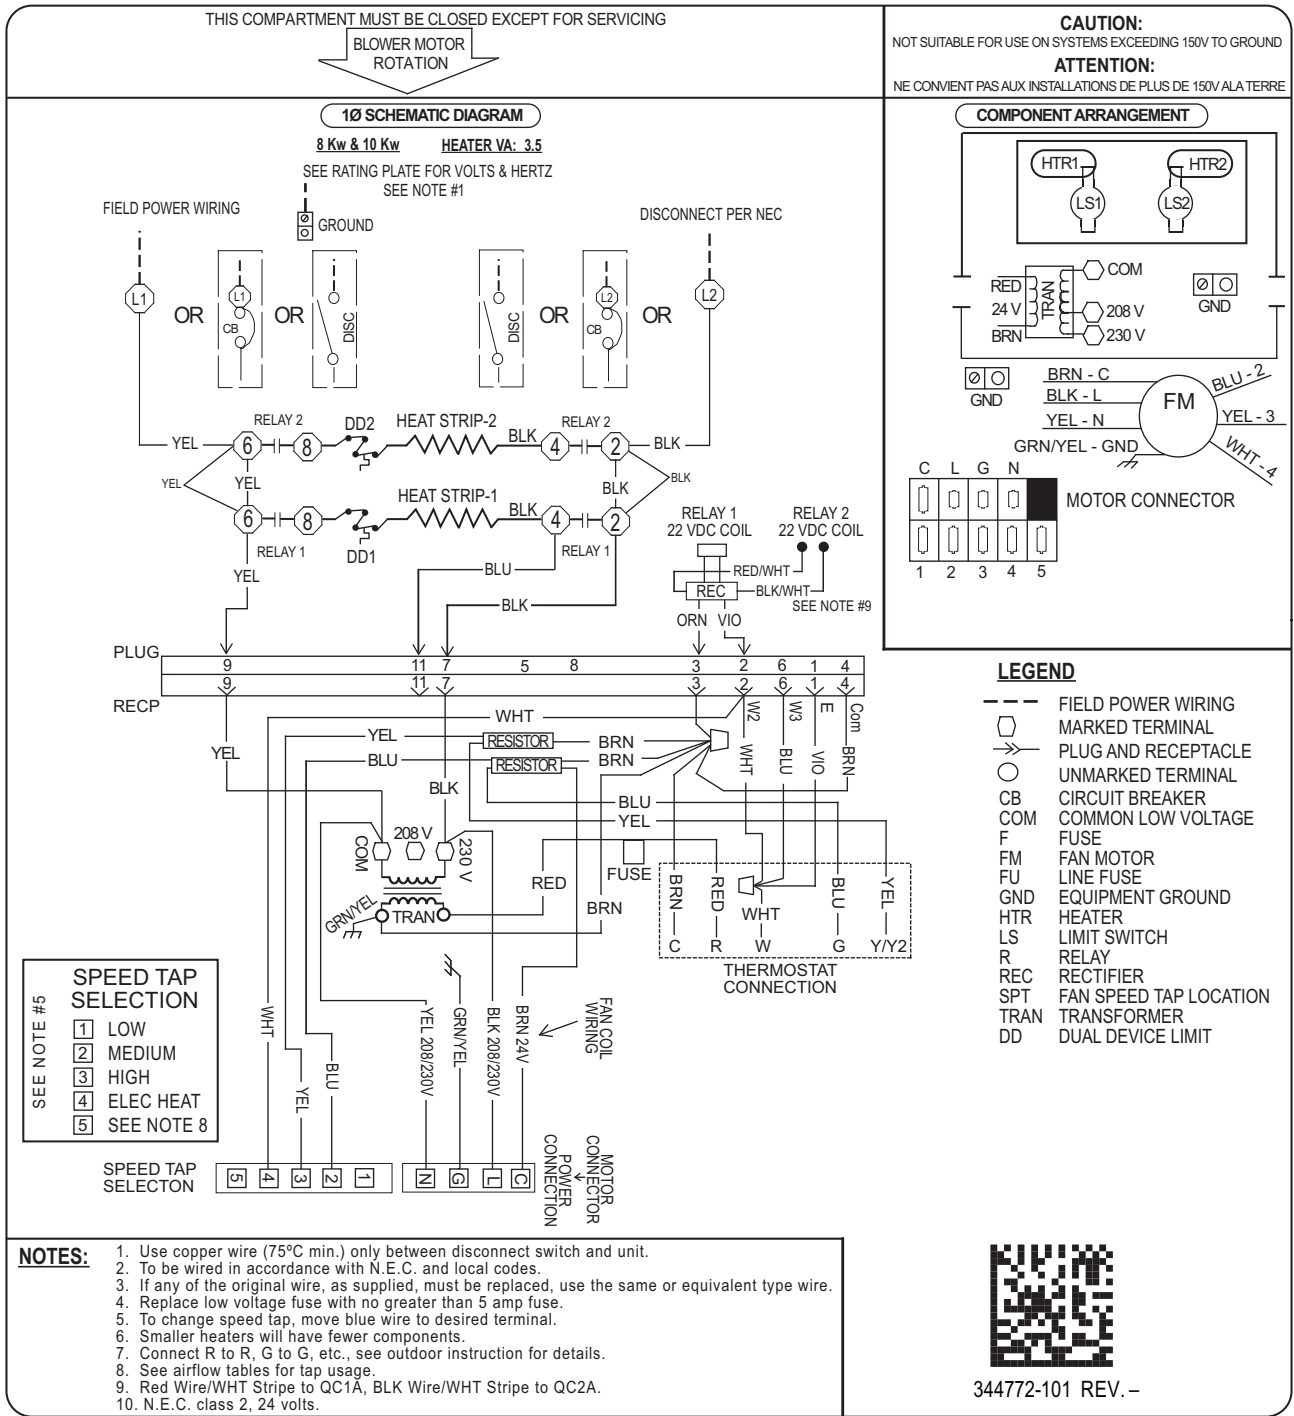 THIS COMPARTMENT MUST BE CLOSED EXCEPT FOR SERVICING
BLOWER MOTOR
ROTATION
CAUTION:
NOT SUITABLE FOR USE ON SYSTEMS EXCEEDING 150V TO GROUND
ATTENTION:
NE CONVIENT PAS AUX INSTALLATIONS DE PLUS DE 150V ALA TERRE
1Ø SCHEMATIC DIAGRAM
8 Kw & 10 Kw HEATER VA: 3.5
SEE RATING PLATE FOR VOLTS & HERTZ
SEE NOTE #1
FIELD POWER WIRING
GROUND
DISCONNECT PER NEC
L1
OR
L1
CB
OR
DISC
DISC
OR
L2
CB
OR
L2
YEL
6
RELAY 2
8
DD2
HEAT STRIP-2
BLK
4
RELAY 2
2
BLK
YEL
YEL
BLK
BLK
6
RELAY 1
8
DD1
HEAT STRIP-1
BLK
4
RELAY 1
2
YEL
BLU
BLK
RELAY 1
22 VDC COIL
RELAY 2
22 VDC COIL
RED/WHT
REC
BLK/WHT
SEE NOTE #9
ORN VIO
PLUG
9 11 7 5 8 3 2 6 1 4
RECP
9 11 7 3 2 6 1 4
W2
W3
E
Com
WHT
YEL
RESISTOR
BRN
BLU
RESISTOR
BRN
YEL
BLK
WHT
BLU
VIO
BRN
BLU
YEL
COM
208 V
230 V
FUSE
RED
BRN
GRN/YEL
TRAN
BRN
RED
WHT
BLU
YEL
C R W G Y/Y2
THERMOSTAT
CONNECTION
SEE NOTE #5
SPEED TAP
SELECTION
1 LOW
2 MEDIUM
3 HIGH
4 ELEC HEAT
5 SEE NOTE 8
WHT
YEL
BLU
YEL 208/230V
GRN/YEL
BLK 208/230V
BRN 24V
FAN COIL
WIRING
SPEED TAP
SELECTON
5 4 3 2 1
N G L C
MOTOR
CONNECTOR
POWER
CONNECTION
COMPONENT ARRANGEMENT
HTR1
HTR2
LS1
LS2
RED
24 V
BRN
TRAN
COM
208 V
230 V
GND
GND
BRN - C
BLK - L
YEL - N
GRN/YEL - GND
FM
BLU - 2
YEL - 3
WHT - 4
C L G N
MOTOR CONNECTOR
1 2 3 4 5
LEGEND
FIELD POWER WIRING
MARKED TERMINAL
PLUG AND RECEPTACLE
UNMARKED TERMINAL
CB CIRCUIT BREAKER
COM COMMON LOW VOLTAGE
F FUSE
FM FAN MOTOR
FU LINE FUSE
GND EQUIPMENT GROUND
HTR HEATER
LS LIMIT SWITCH
R RELAY
REC RECTIFIER
SPT FAN SPEED TAP LOCATION
TRAN TRANSFORMER
DD DUAL DEVICE LIMIT
NOTES:
1. Use copper wire (75ºC min.) only between disconnect switch and unit.
2. To be wired in accordance with N.E.C. and local codes.
3. If any of the original wire, as supplied, must be replaced, use the same or equivalent type wire.
4. Replace low voltage fuse with no greater than 5 amp fuse.
5. To change speed tap, move blue wire to desired terminal.
6. Smaller heaters will have fewer components.
7. Connect R to R, G to G, etc., see outdoor instruction for details.
8. See airflow tables for tap usage.
9. Red Wire/WHT Stripe to QC1A, BLK Wire/WHT Stripe to QC2A.
10. N.E.C. class 2, 24 volts.
344772-101 REV. –